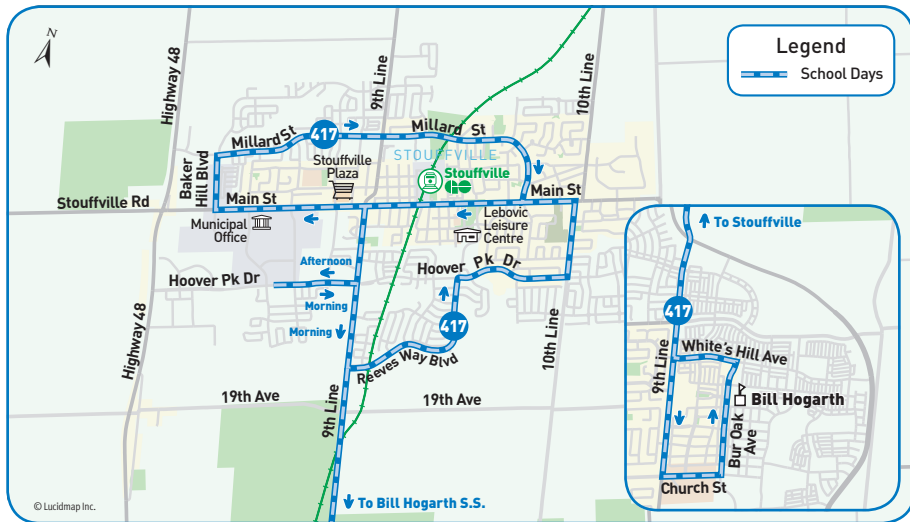 N
Highway 48
9th Line
10th Line
Legend
School Days
Millard St
417
Millard St
STOUFFVILLE
Stouffville
Plaza
Stouffville
Baker
Hill Blvd
Main St
Main St
Stouffville Rd
Municipal
Office
Lebovic
Leisure
Centre
To Stouffville
Afternoon
Hoover Pk Dr
Hoover Pk Dr
Morning
Morning
417
417
Highway 48
Reeves Way Blvd
10th Line
9th Line
White's Hill Ave
19th Ave
9th Line
19th Ave
Bill Hogarth
Bur Oak
Ave
Church St
To Bill Hogarth S.S.
© Lucidmap Inc.